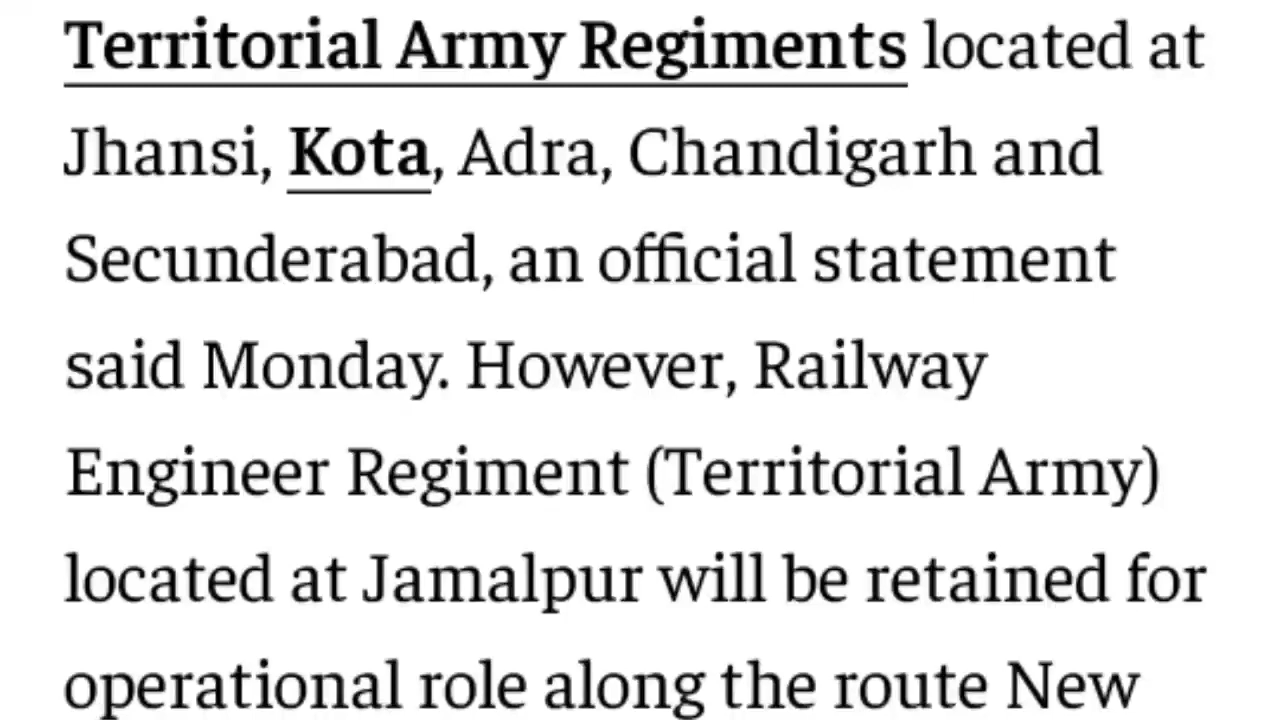 Territorial Army Regiments located at
Jhansi, Kota, Adra, Chandigarh and
Secunderabad, an official statement
said Monday. However, Railway
Engineer Regiment (Territorial Army)
located at Jamalpur will be retained for
operational role along the route New